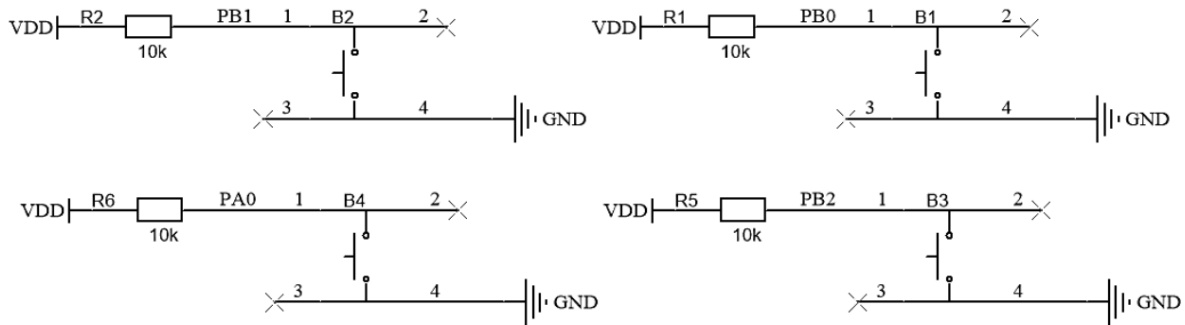 VDD R2 PB1 1 B2 2
10k
3 4 GND
VDD R1 PB0 1 B1 2
10k
3 4 GND
VDD R6 PA0 1 B4 2
10k
3 4 GND
VDD R5 PB2 1 B3 2
10k
3 4 GND